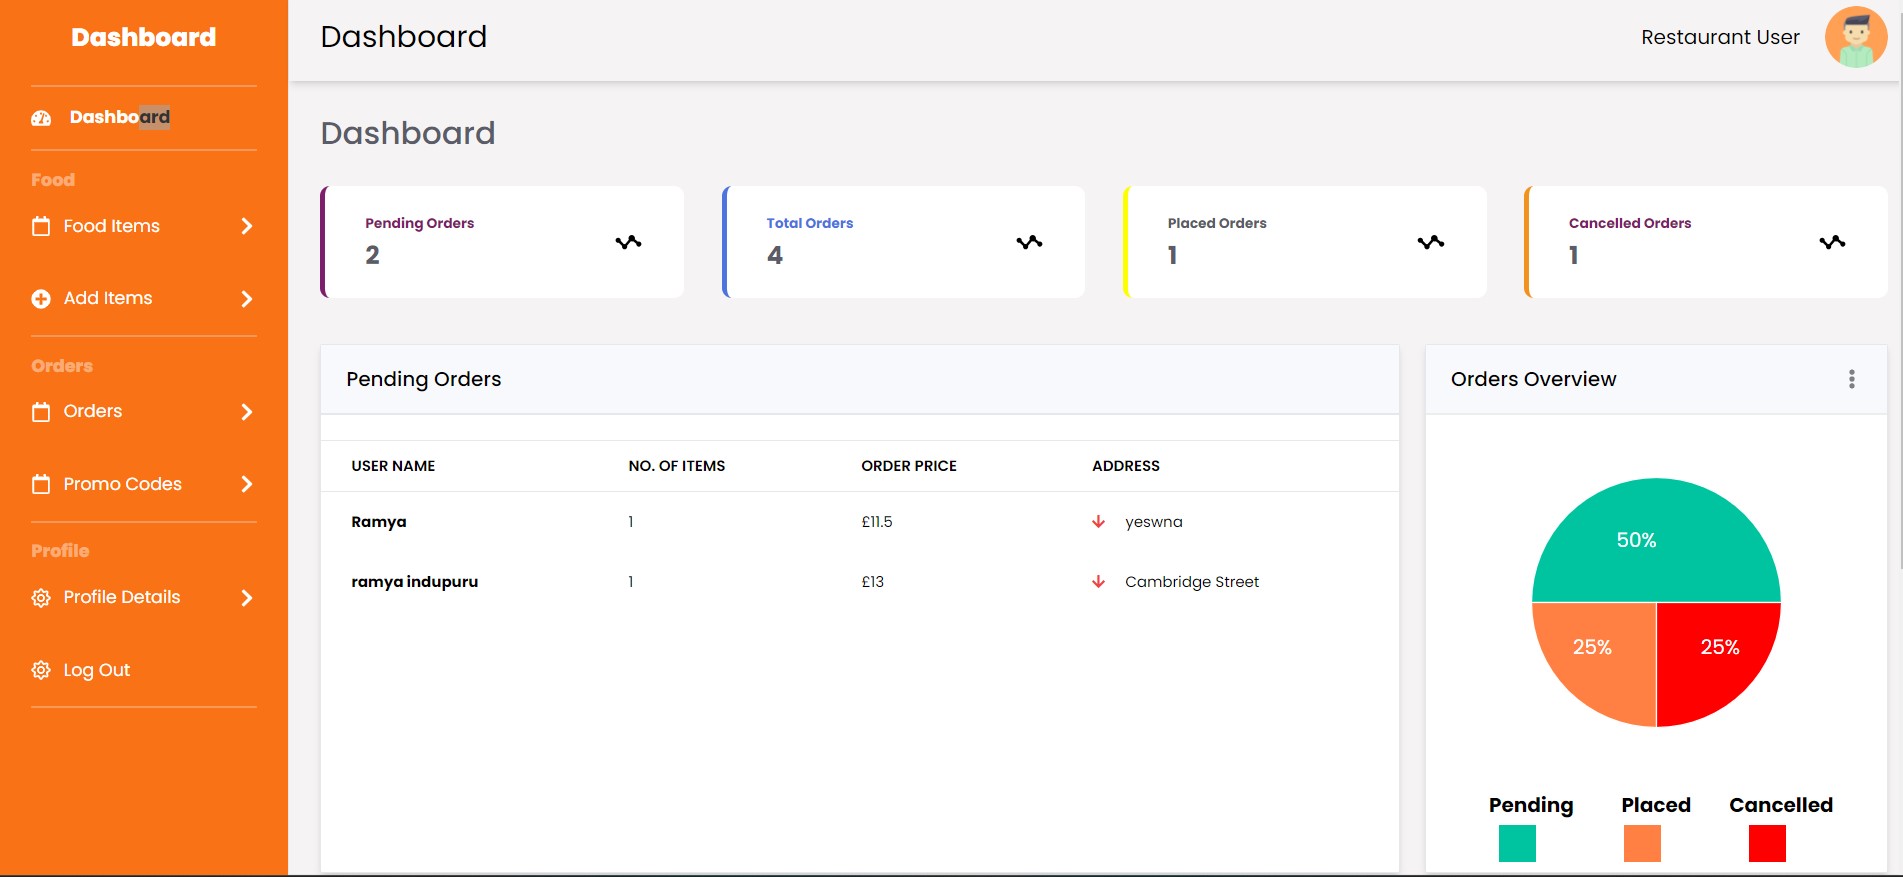 Dashboard
Dashboard
Food
Food Items
Add Items
Orders
Orders
Promo Codes
Profile
Profile Details
Log Out
Dashboard
Restaurant User
Dashboard
Pending Orders
2
Total Orders
4
Placed Orders
1
Cancelled Orders
1
Pending Orders
USER NAME NO. OF ITEMS ORDER PRICE ADDRESS
Ramya 1 £11.5 yeswna
ramya indupuru 1 £13 Cambridge Street
Orders Overview
50%
25% 25%
Pending Placed Cancelled